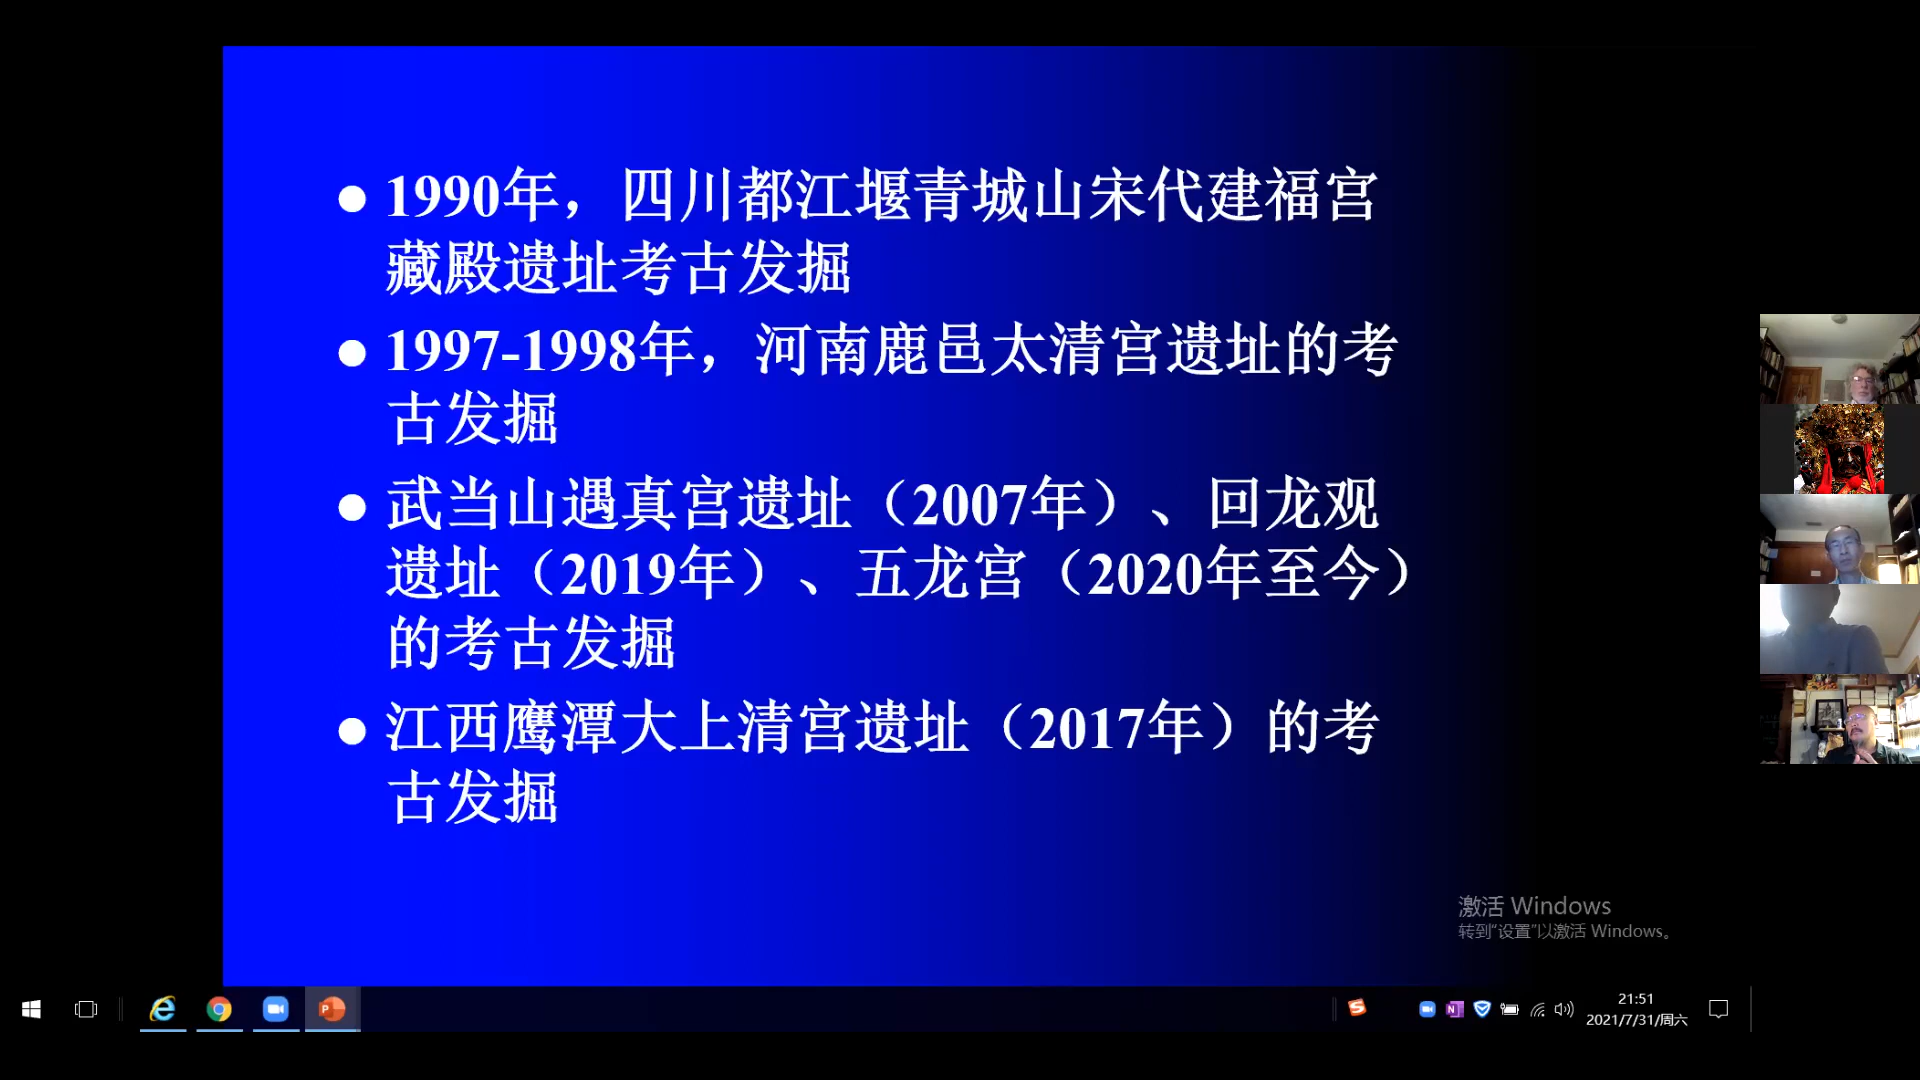 ● 1990年，四川都江堰青城山宋代建福宫
藏殿遗址考古发掘
● 1997-1998年，河南鹿邑太清宫遗址的考
古发掘
● 武当山遇真宫遗址（2007年）、回龙观
遗址（2019年）、五龙宫（2020年至今）
的考古发掘
● 江西鹰潭大上清宫遗址（2017年）的考
古发掘
激活 Windows
转到“设置”以激活 Windows。
21:51
2021/7/31/周六